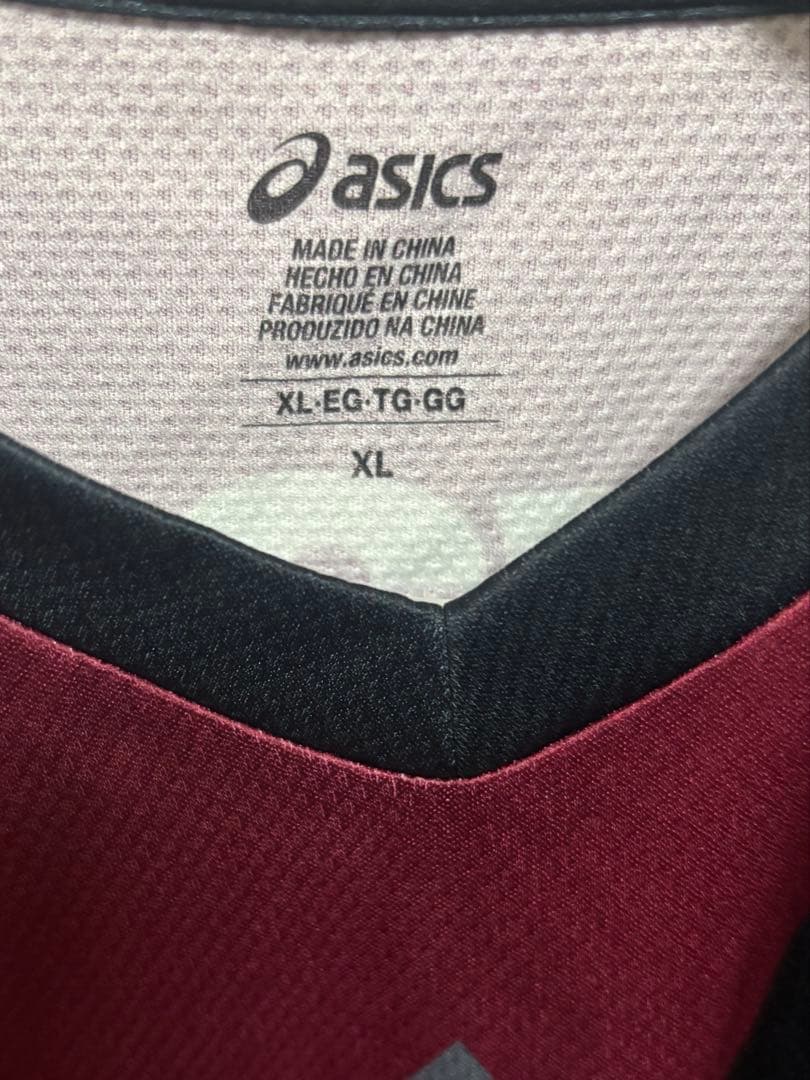 asics
MADE IN CHINA
HECHO EN CHINA
FABRIQUÉ EN CHINE
PRODUZIDO NA CHINA
www.asics.com
XL·EG·TG·GG
XL